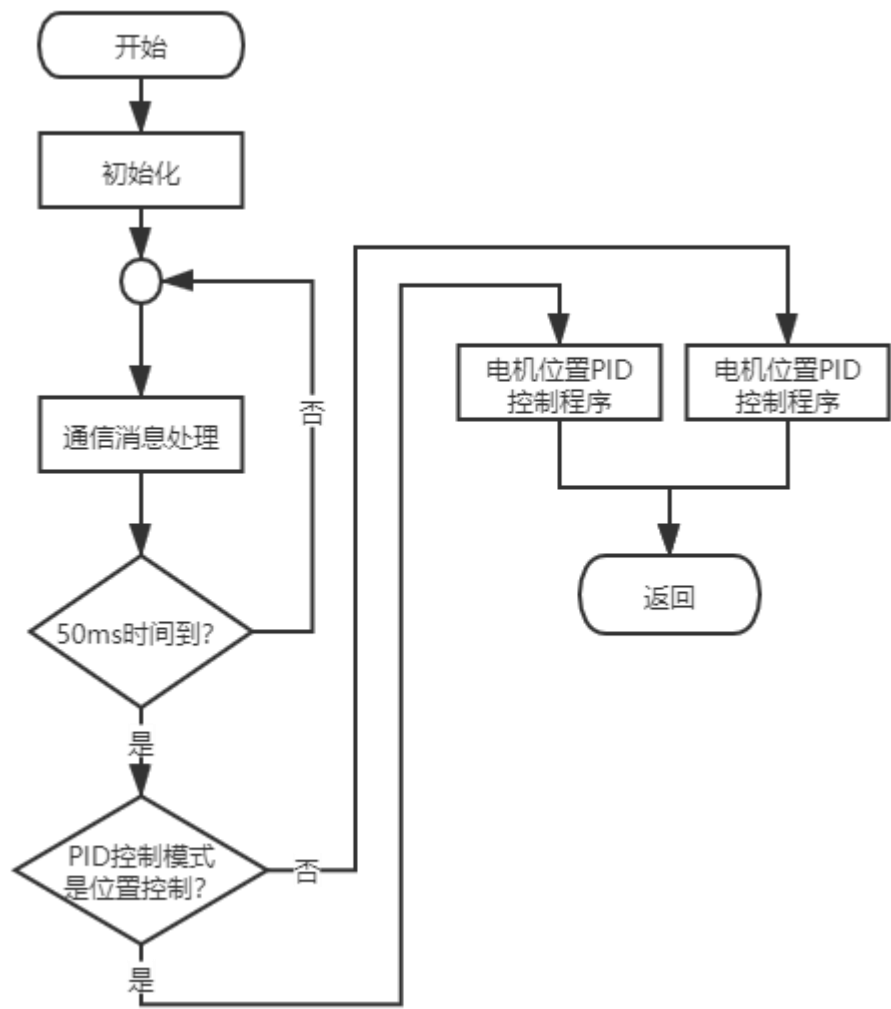 开始
初始化
通信消息处理
否
50ms时间到?
是
PID控制模式
是位置控制?
否
是
电机位置PID
控制程序
电机位置PID
控制程序
返回